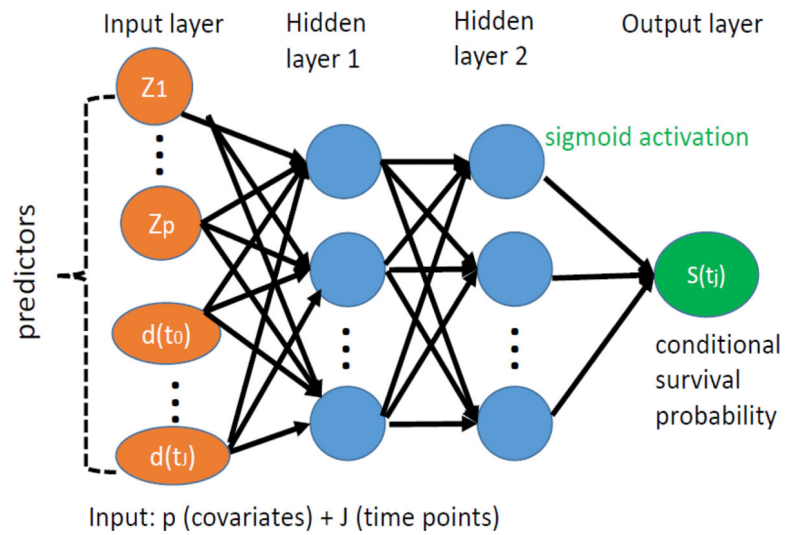 Input layer
Hidden
layer 1
Hidden
layer 2
Output layer
predictors
Z1
Zp
d(t0)
d(tJ)
sigmoid activation
S(tj)
conditional
survival
probability
Input: p (covariates) + J (time points)